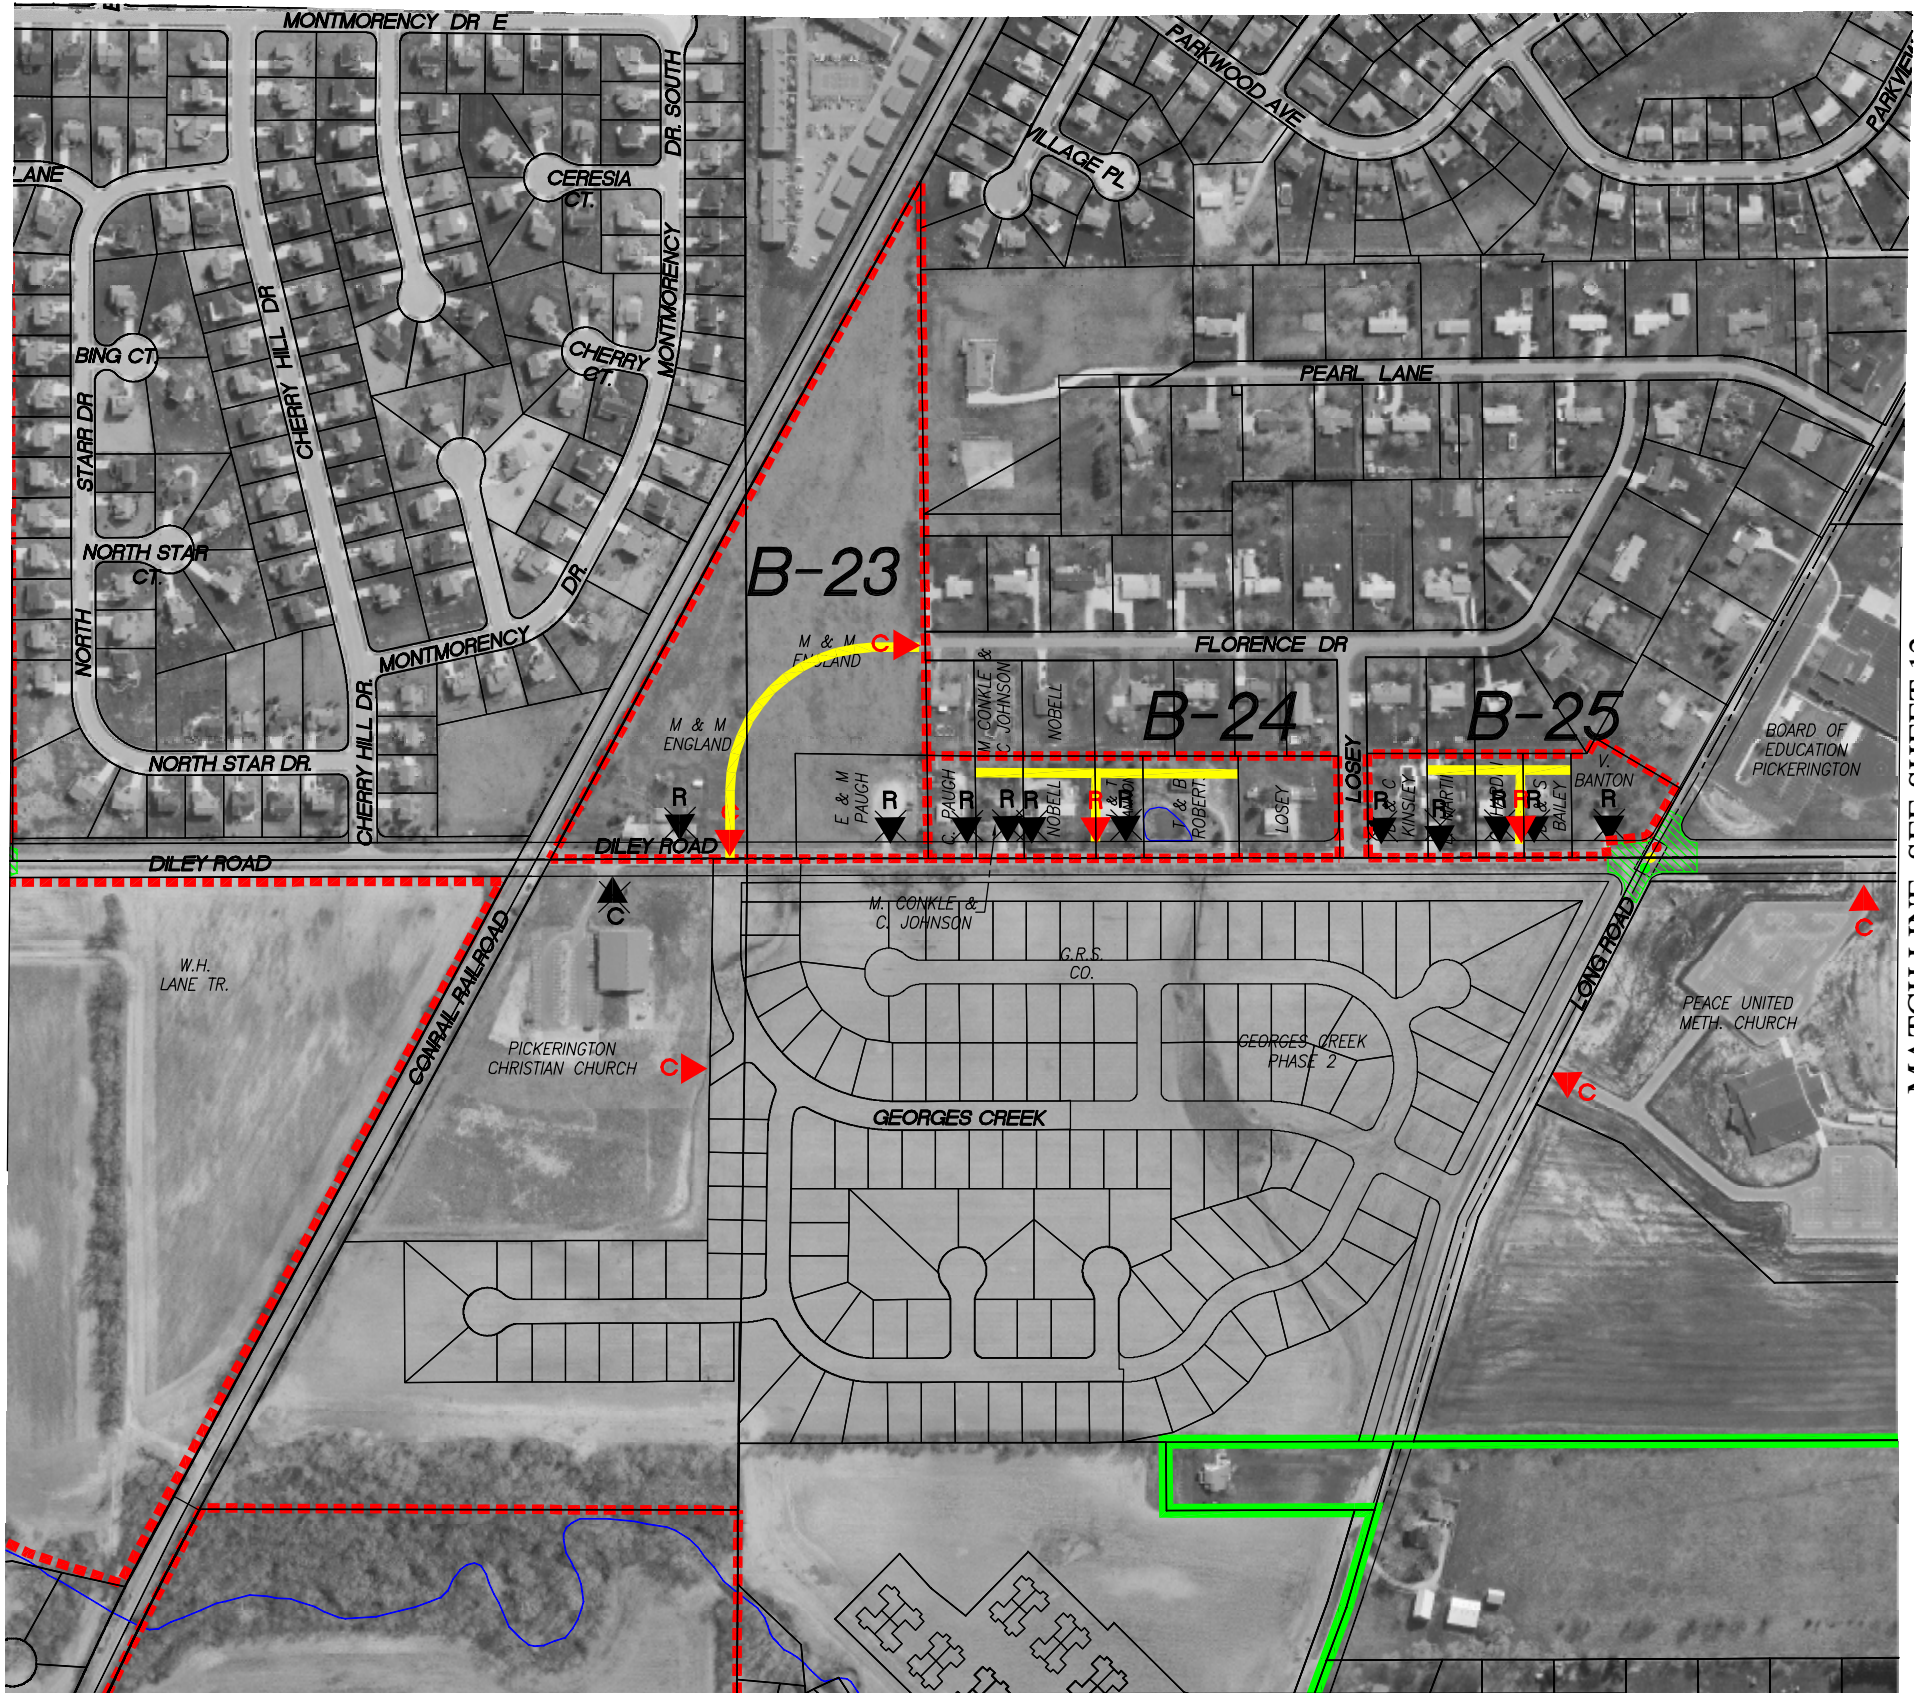 MONTMORENCY DR E
DR. SOUTH
PARKWOOD AVE
VILLAGE PL
LANE
CERESIA
CT.
MONTMORENCY
CHERRY HILL DR
BING CT.
CHERRY
CT.
STARR DR
NORTH
NORTH STAR
CT.
DR.
MONTMORENCY
NORTH STAR DR.
CHERRY HILL DR.
PEARL LANE
B-23
M & M
ENGLAND
C
M & M
ENGLAND
FLORENCE DR
M CONKLE &
C JOHNSON
NOBELL
B-24
B-25
LOSEY
BOARD OF
EDUCATION
PICKERINGTON
V.
BANTON
E & M
PAUGH
C. PAUGH
NOBELL
T & B
ROBERT
LOSEY
KINSLEY
BAILEY
R
R
R
R
R
R
R
R
R
R
R
R
R
DILEY ROAD
DILEY ROAD
C
M. CONKLE &
C. JOHNSON
G.R.S.
CO.
W.H.
LANE TR.
CONRAIL RAILROAD
LONG ROAD
C
PEACE UNITED
METH. CHURCH
PICKERINGTON
CHRISTIAN CHURCH
C
GEORGES CREEK
PHASE 2
C
GEORGES CREEK